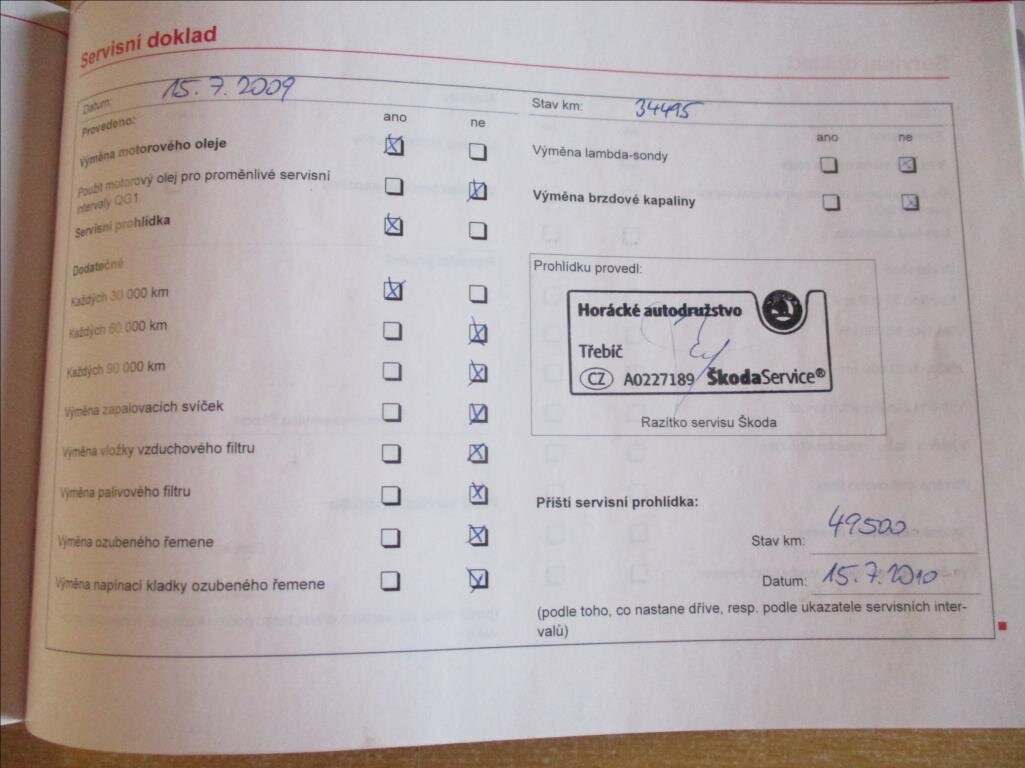 Servisní doklad
Datum: 15.7.2009
Provedeno: ano ne
Výměna motorového oleje
Použit motorový olej pro proměnlivé servisní
intervaly QG1
Servisní prohlídka
Dodatečně
Každých 30 000 km
Každých 60 000 km
Každých 90 000 km
Výměna zapalovacích svíček
Výměna vložky vzduchového filtru
Výměna palivového filtru
Výměna ozubeného řemene
Výměna napínací kladky ozubeného řemene
Stav km: 34495
ano ne
Výměna lambda-sondy
Výměna brzdové kapaliny
Prohlídku provedl:
Horácké autodružstvo
Třebíč
CZ A0227189 ŠkodaService®
Razítko servisu Škoda
Příští servisní prohlídka:
Stav km: 49500
Datum: 15.7.2010
(podle toho, co nastane dříve, resp. podle ukazatele servisních inter-
valů)